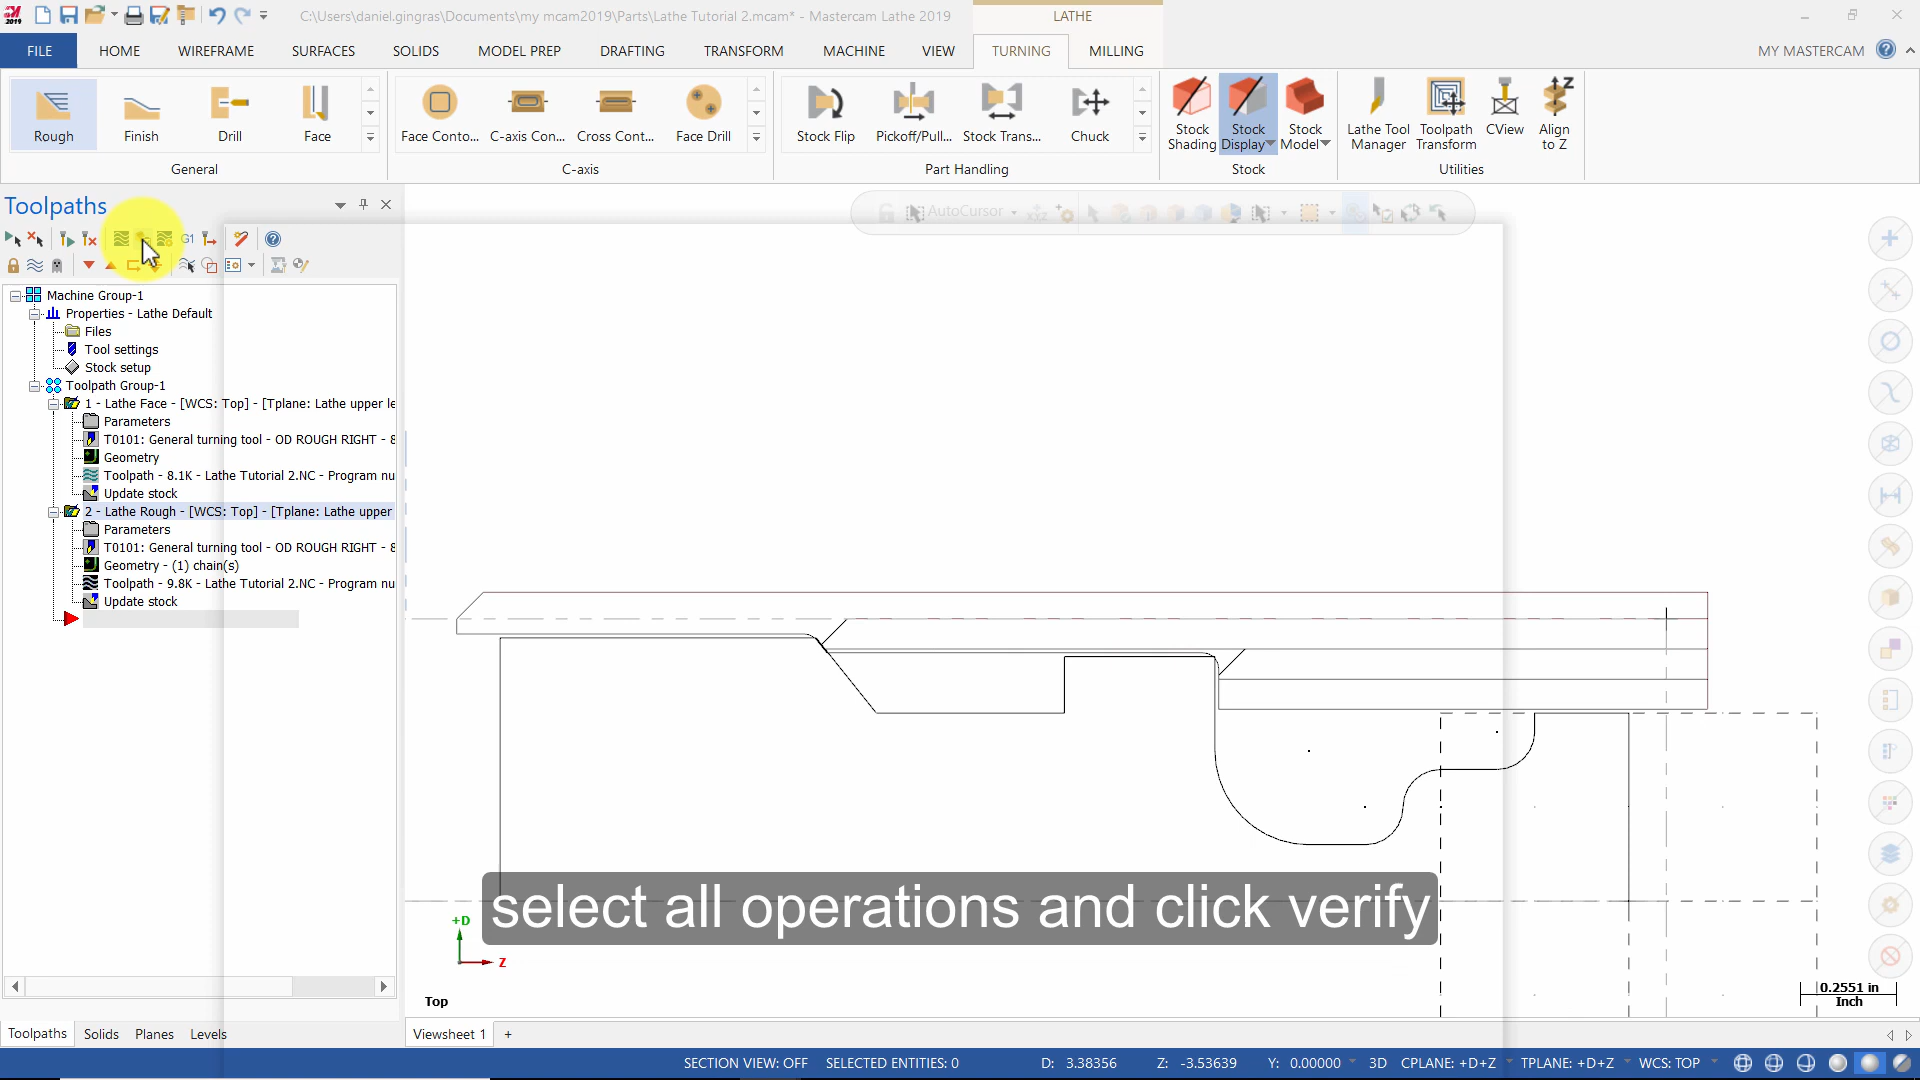 2019
C:\Users\daniel.gingras\Documents\my mcam2019\Parts\Lathe Tutorial 2.mcam* - Mastercam Lathe 2019
LATHE
FILE
HOME
WIREFRAME
SURFACES
SOLIDS
MODEL PREP
DRAFTING
TRANSFORM
MACHINE
VIEW
TURNING
MILLING
MY MASTERCAM
Rough
Finish
Drill
Face
Face Conto...
C-axis Con...
Cross Cont...
Face Drill
Stock Flip
Pickoff/Pull...
Stock Trans...
Chuck
Stock Shading
Stock Display
Stock Model
Lathe Tool Manager
Toolpath Transform
CView
Align to Z
General
C-axis
Part Handling
Stock
Utilities
Toolpaths
AutoCursor
XYZ
G1
Machine Group-1
Properties - Lathe Default
Files
Tool settings
Stock setup
Toolpath Group-1
1 - Lathe Face - [WCS: Top] - [Tplane: Lathe upper le
Parameters
T0101: General turning tool - OD ROUGH RIGHT - 8
Geometry
Toolpath - 8.1K - Lathe Tutorial 2.NC - Program nu
Update stock
2 - Lathe Rough - [WCS: Top] - [Tplane: Lathe upper
Parameters
T0101: General turning tool - OD ROUGH RIGHT - 8
Geometry - (1) chain(s)
Toolpath - 9.8K - Lathe Tutorial 2.NC - Program nu
Update stock
select all operations and click verify
+D
Z
Top
0.2551 in
Inch
Toolpaths
Solids
Planes
Levels
Viewsheet 1
+
SECTION VIEW: OFF
SELECTED ENTITIES: 0
D: 3.38356
Z: -3.53639
Y: 0.00000
3D
CPLANE: +D+Z
TPLANE: +D+Z
WCS: TOP